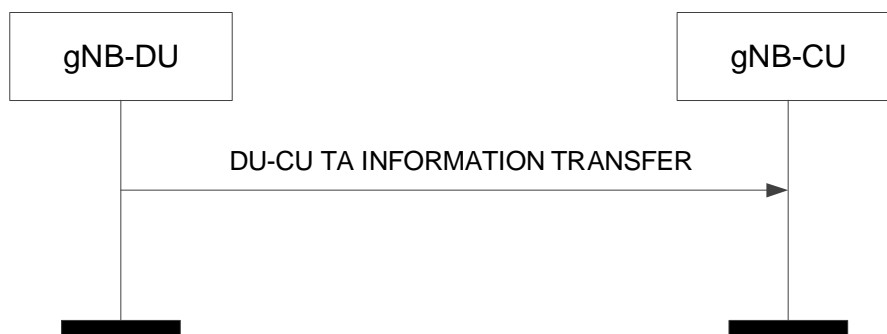 gNB-DU
gNB-CU
DU-CU TA INFORMATION TRANSFER